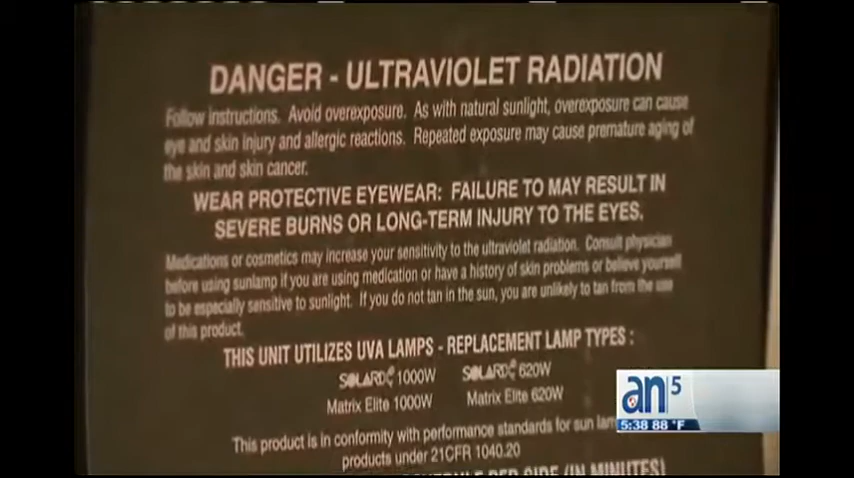 DANGER - ULTRAVIOLET RADIATION
Follow instructions. Avoid overexposure. As with natural sunlight, overexposure can cause
eye and skin injury and allergic reactions. Repeated exposure may cause premature aging of
the skin and skin cancer.
WEAR PROTECTIVE EYEWEAR: FAILURE TO MAY RESULT IN
SEVERE BURNS OR LONG-TERM INJURY TO THE EYES.
Medications or cosmetics may increase your sensitivity to the ultraviolet radiation. Consult physician
before using sunlamp if you are using medication or have a history of skin problems or believe yourself
to be especially sensitive to sunlight. If you do not tan in the sun, you are unlikely to tan from the use
of this product.
THIS UNIT UTILIZES UVA LAMPS - REPLACEMENT LAMP TYPES :
1000W 620W
Matrix Elite 1000W Matrix Elite 620W
This product is in conformity with performance standards for sun
products under 21CFR 1040.20
PER SIDE (IN MINUTES)
an 5
5:38 88 °F